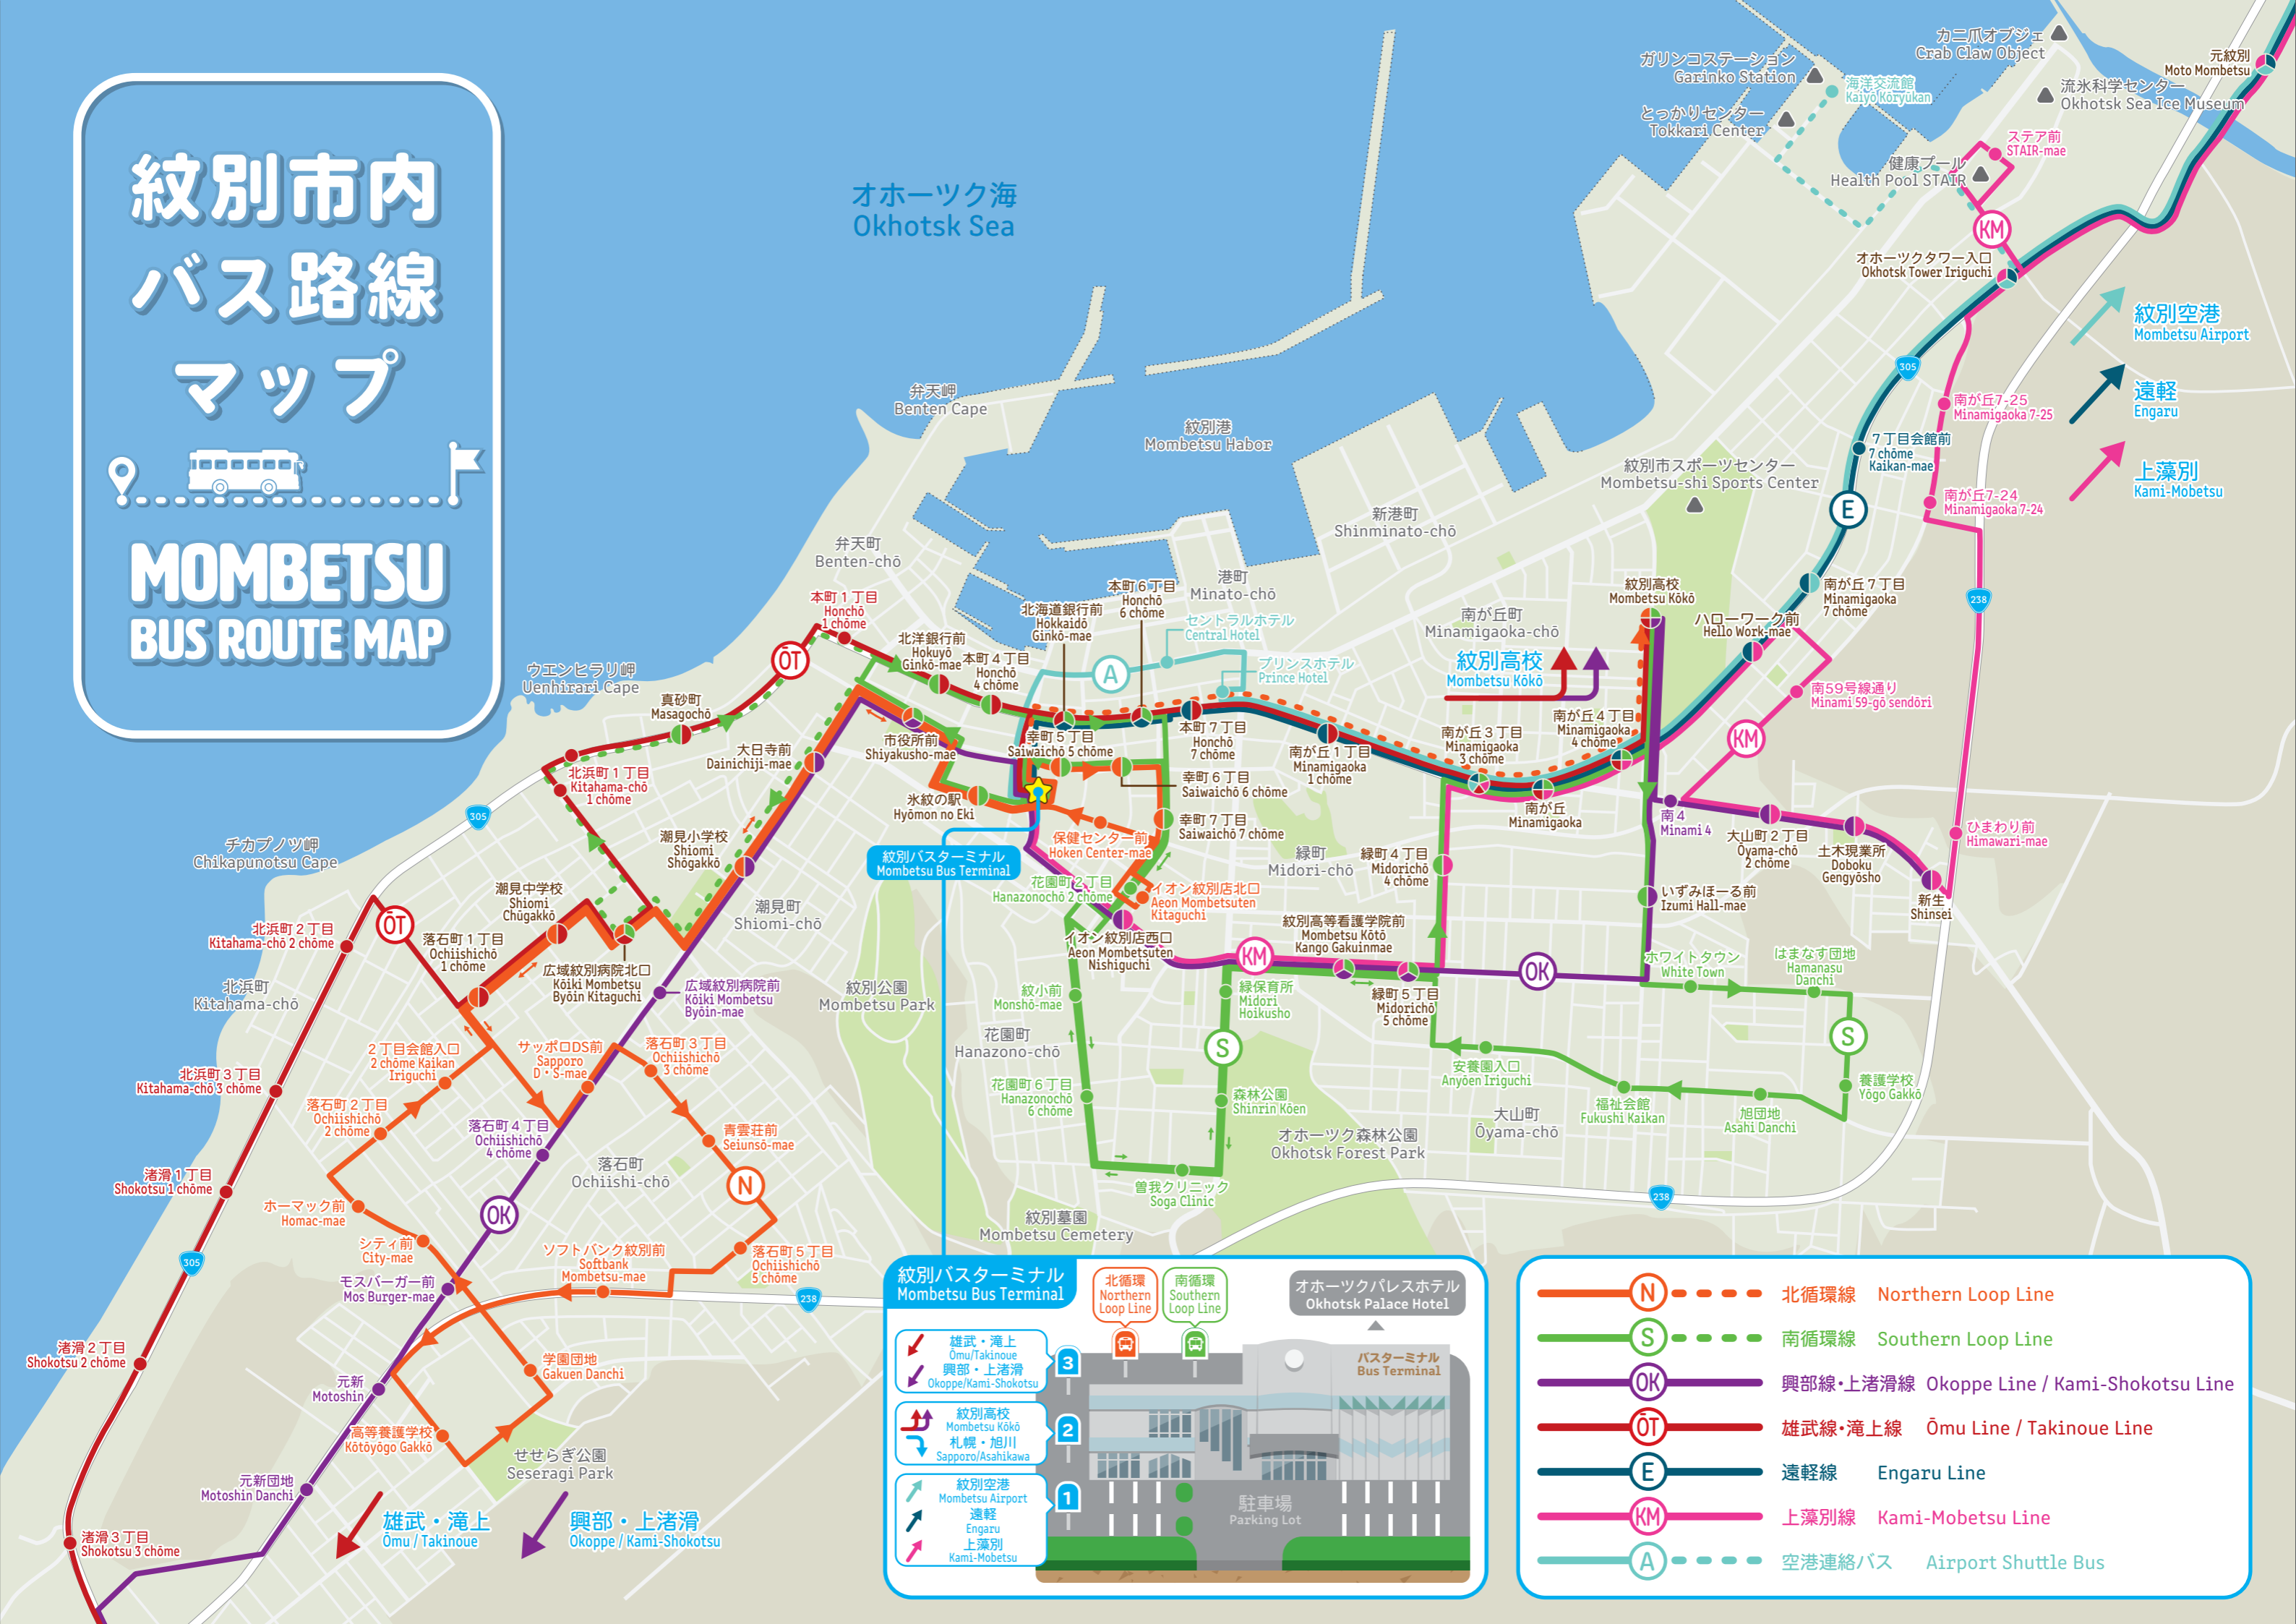 紋別市内
バス路線
マップ
MOMBETSU
BUS ROUTE MAP
オホーツク海
Okhotsk Sea
ガリンコステーション
Garinko Station
カニ爪オブジェ
Crab Claw Object
元紋別
Moto Mombetsu
海洋交流館
Kaiyō Kōryūkan
流氷科学センター
Okhotsk Sea Ice Museum
とっかりセンター
Tokkari Center
ステア前
STAIR-mae
健康プール
Health Pool STAIR
KM
オホーツクタワー入口
Okhotsk Tower Iriguchi
紋別空港
Mombetsu Airport
遠軽
Engaru
上藻別
Kami-Mobetsu
305
南が丘7-25
Minamigaoka 7-25
7丁目会館前
7 chōme
Kaikan-mae
南が丘7-24
Minamigaoka 7-24
E
238
弁天岬
Benten Cape
紋別港
Mombetsu Habor
紋別市スポーツセンター
Mombetsu-shi Sports Center
新港町
Shinminato-chō
弁天町
Benten-chō
港町
Minato-chō
南が丘町
Minamigaoka-chō
紋別高校
Mombetsu Kōkō
紋別高校
Mombetsu Kōkō
南が丘7丁目
Minamigaoka
7 chōme
ハローワーク前
Hello Work-mae
南59号線通り
Minami 59-gō sendōri
KM
本町1丁目
Honchō
1 chōme
ŌT
北洋銀行前
Hokuyō
Ginkō-mae
本町4丁目
Honchō
4 chōme
北海道銀行前
Hokkaidō
Ginkō-mae
本町6丁目
Honchō
6 chōme
セントラルホテル
Central Hotel
A
プリンスホテル
Prince Hotel
ウエンヒラリ岬
Uenhirari Cape
真砂町
Masagochō
大日寺前
Dainichiji-mae
市役所前
Shiyakusho-mae
幸町5丁目
Saiwaichō 5 chōme
本町7丁目
Honchō
7 chōme
南が丘1丁目
Minamigaoka
1 chōme
南が丘3丁目
Minamigaoka
3 chōme
南が丘4丁目
Minamigaoka
4 chōme
南が丘
Minamigaoka
幸町6丁目
Saiwaichō 6 chōme
氷紋の駅
Hyōmon no Eki
保健センター前
Hoken Center-mae
幸町7丁目
Saiwaichō 7 chōme
北浜町1丁目
Kitahama-chō
1 chōme
305
チカプノツ岬
Chikapunotsu Cape
潮見小学校
Shiomi
Shōgakkō
紋別バスターミナル
Mombetsu Bus Terminal
花園町2丁目
Hanazonochō 2 chōme
イオン紋別店北口
Aeon Mombetsuten
Kitaguchi
緑町
Midori-chō
緑町4丁目
Midorichō
4 chōme
南4
Minami 4
大山町2丁目
Ōyama-chō
2 chōme
土木現業所
Doboku
Gengyōsho
ひまわり前
Himawari-mae
新生
Shinsei
いずみほーる前
Izumi Hall-mae
潮見中学校
Shiomi
Chūgakkō
潮見町
Shiomi-chō
ŌT
北浜町2丁目
Kitahama-chō 2 chōme
落石町1丁目
Ochiishichō
1 chōme
広域紋別病院北口
Kōiki Mombetsu
Byōin Kitaguchi
広域紋別病院前
Kōiki Mombetsu
Byōin-mae
イオン紋別店西口
Aeon Mombetsuten
Nishiguchi
KM
紋別高等看護学院前
Mombetsu Kōtō
Kango Gakuinmae
緑町5丁目
Midorichō
5 chōme
OK
ホワイトタウン
White Town
はまなす団地
Hamanasu
Danchi
北浜町
Kitahama-chō
紋別公園
Mombetsu Park
紋小前
Monshō-mae
緑保育所
Midori
Hoikusho
花園町
Hanazono-chō
S
S
北浜町3丁目
Kitahama-chō 3 chōme
2丁目会館入口
2 chōme Kaikan
Iriguchi
サッポロDS前
Sapporo
D・S-mae
落石町3丁目
Ochiishichō
3 chōme
花園町6丁目
Hanazonochō
6 chōme
森林公園
Shinrin Kōen
安養園入口
Anyōen Iriguchi
福祉会館
Fukushi Kaikan
旭団地
Asahi Danchi
養護学校
Yōgo Gakkō
落石町2丁目
Ochiishichō
2 chōme
落石町4丁目
Ochiishichō
4 chōme
青雲荘前
Seiunsō-mae
大山町
Ōyama-chō
オホーツク森林公園
Okhotsk Forest Park
渚滑1丁目
Shokotsu 1 chōme
落石町
Ochiishi-chō
N
曽我クリニック
Soga Clinic
238
ホーマック前
Homac-mae
OK
紋別墓園
Mombetsu Cemetery
シティ前
City-mae
ソフトバンク紋別前
Softbank
Mombetsu-mae
落石町5丁目
Ochiishichō
5 chōme
305
モスバーガー前
Mos Burger-mae
238
渚滑2丁目
Shokotsu 2 chōme
元新
Motoshin
学園団地
Gakuen Danchi
高等養護学校
Kōtōyōgo Gakkō
せせらぎ公園
Seseragi Park
元新団地
Motoshin Danchi
渚滑3丁目
Shokotsu 3 chōme
雄武・滝上
Ōmu / Takinoue
興部・上渚滑
Okoppe / Kami-Shokotsu
紋別バスターミナル
Mombetsu Bus Terminal
北循環
Northern
Loop Line
南循環
Southern
Loop Line
オホーツクパレスホテル
Okhotsk Palace Hotel
雄武・滝上
Ōmu/Takinoue
興部・上渚滑
Okoppe/Kami-Shokotsu
3
紋別高校
Mombetsu Kōkō
札幌・旭川
Sapporo/Asahikawa
2
紋別空港
Mombetsu Airport
遠軽
Engaru
上藻別
Kami-Mobetsu
1
バスターミナル
Bus Terminal
駐車場
Parking Lot
N 北循環線 Northern Loop Line
S 南循環線 Southern Loop Line
OK 興部線・上渚滑線 Okoppe Line / Kami-Shokotsu Line
ŌT 雄武線・滝上線 Ōmu Line / Takinoue Line
E 遠軽線 Engaru Line
KM 上藻別線 Kami-Mobetsu Line
A 空港連絡バス Airport Shuttle Bus